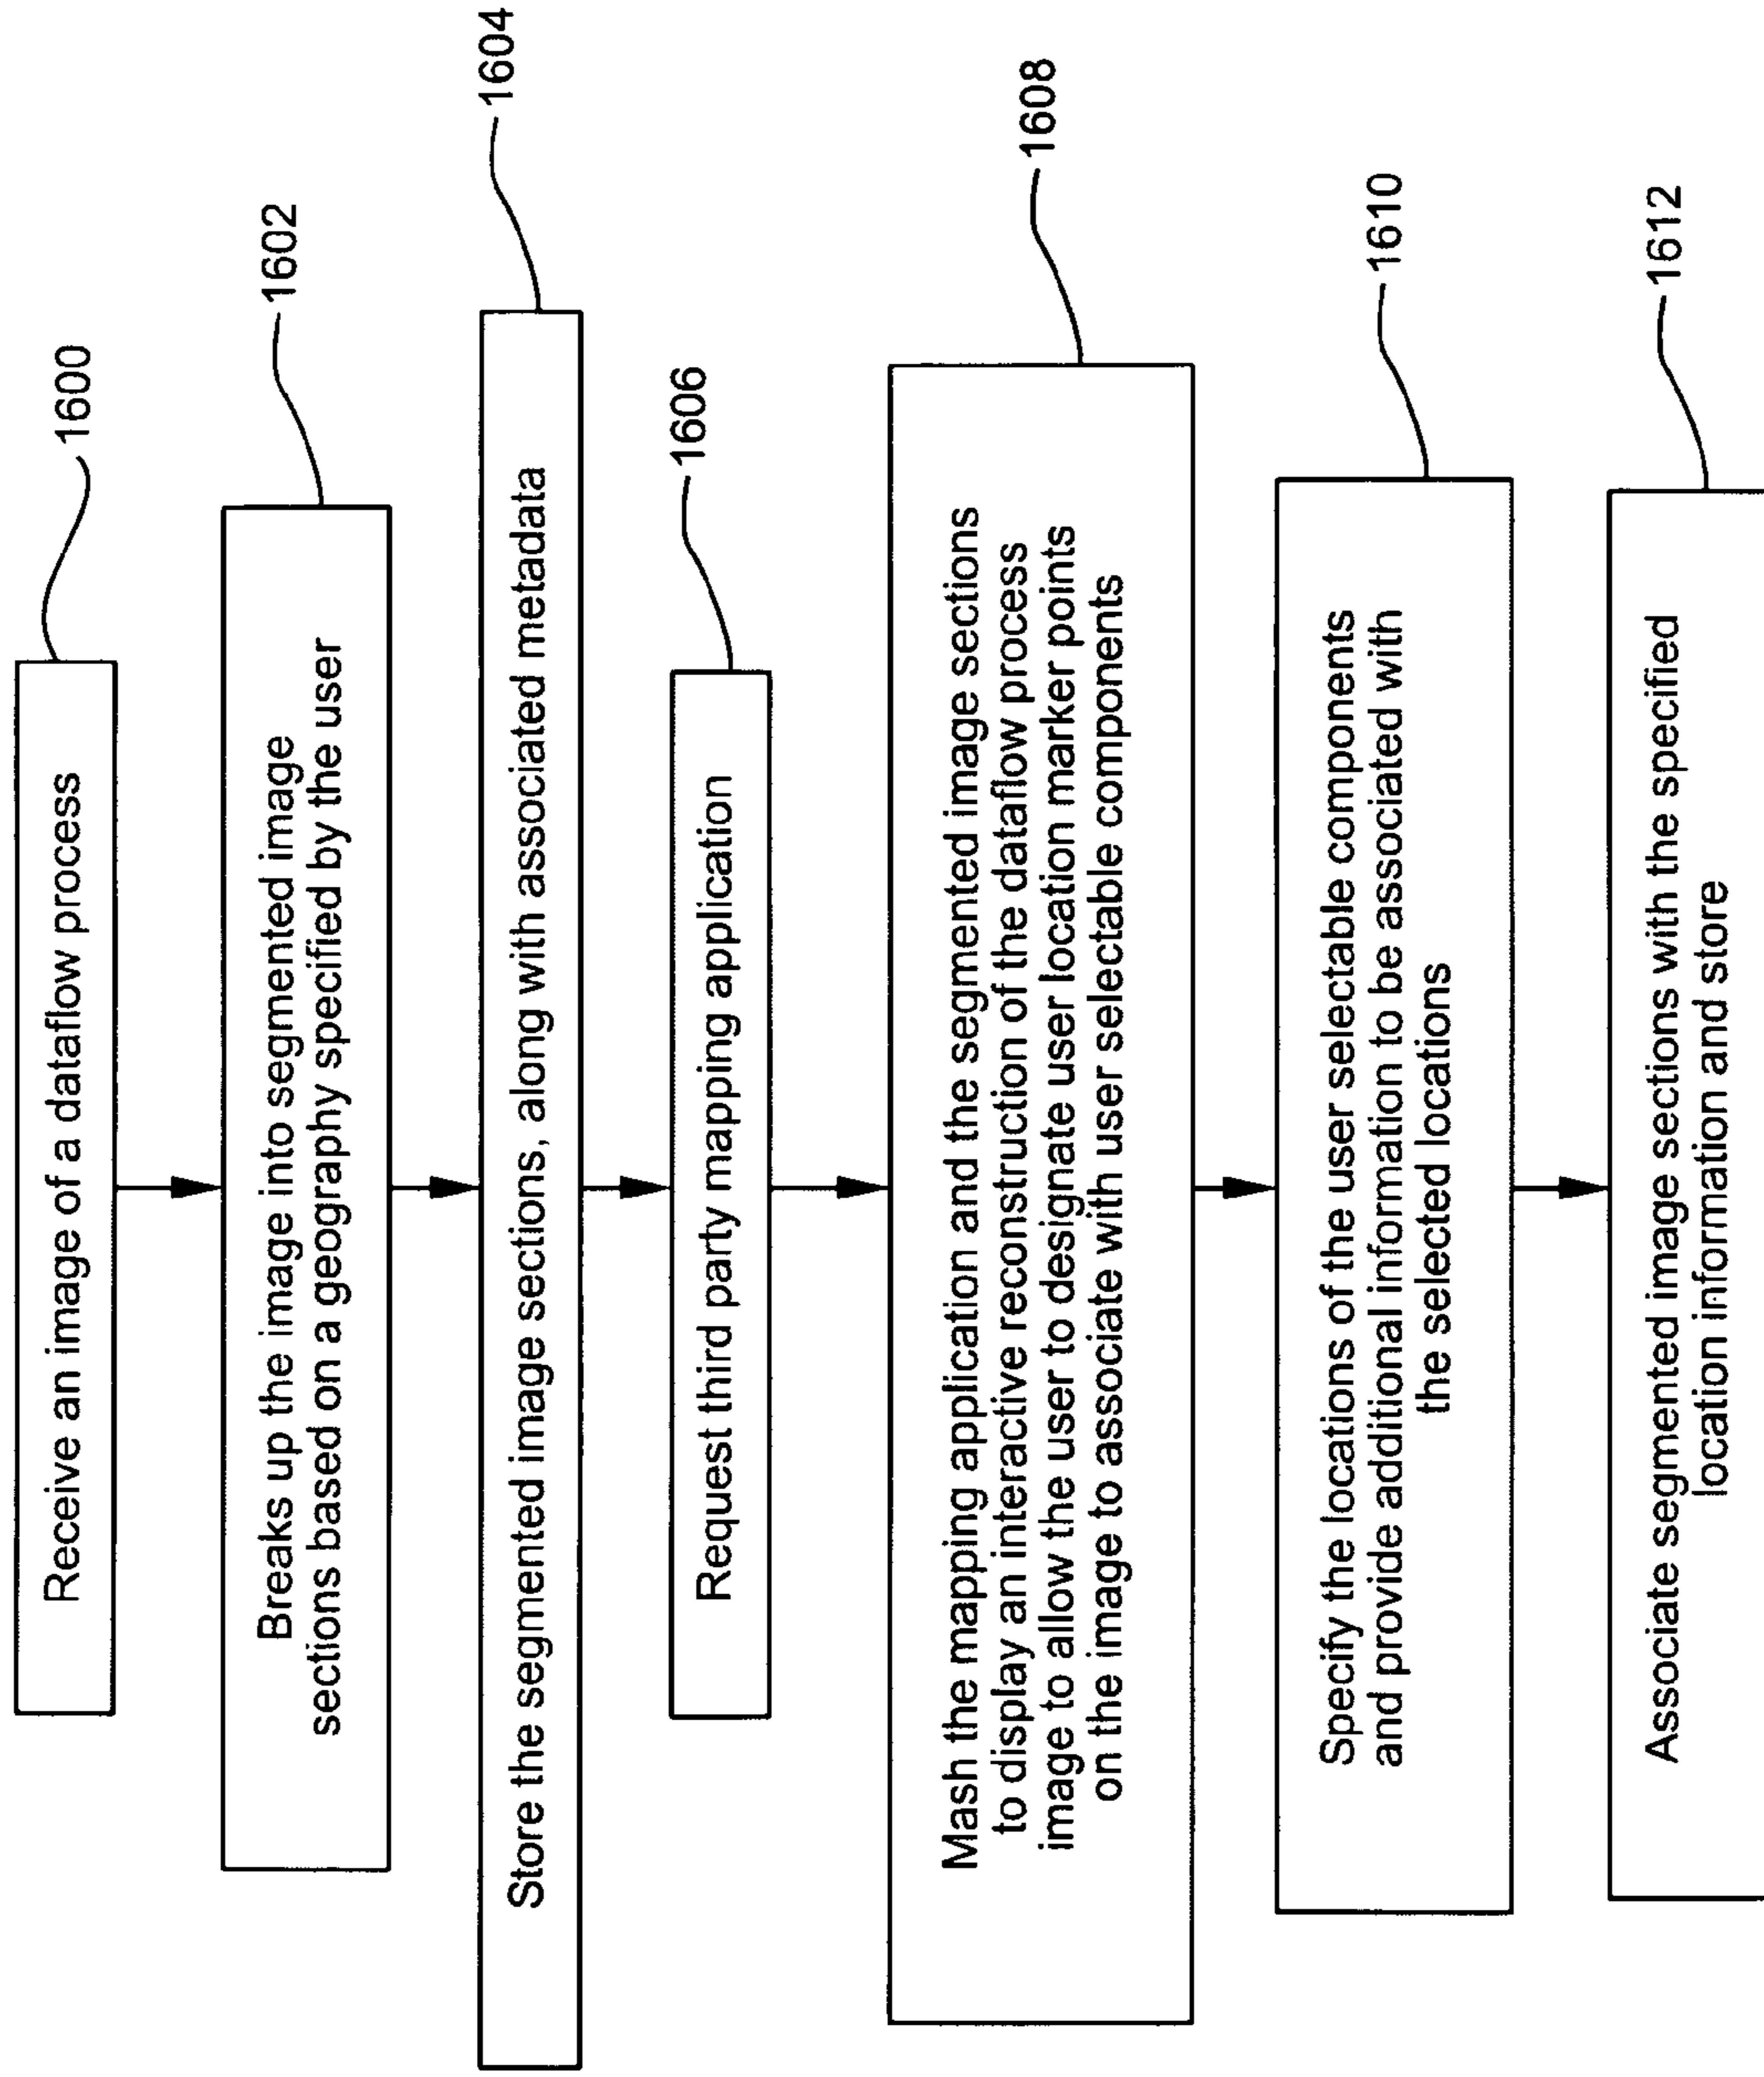 Receive an image of a dataflow process
1600
Breaks up the image into segmented image
sections based on a geography specified by the user
1602
Store the segmented image sections, along with associated metadata
1604
Request third party mapping application
1606
Mash the mapping application and the segmented image sections
to display an interactive reconstruction of the dataflow process
image to allow the user to designate user location marker points
on the image to associate with user selectable components
1608
Specify the locations of the user selectable components
and provide additional information to be associated with
the selected locations
1610
Associate segmented image sections with the specified
location information and store
1612